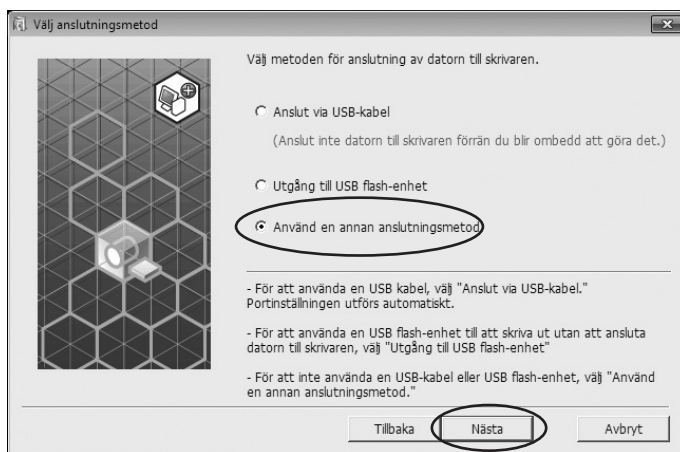 Välj anslutningsmetod
Välj metoden för anslutning av datorn till skrivaren.
Anslut via USB-kabel
(Anslut inte datorn till skrivaren förrän du blir ombedd att göra det.)
Utgång till USB flash-enhet
Använd en annan anslutningsmetod
- För att använda en USB kabel, välj "Anslut via USB-kabel."
Portinställningen utförs automatiskt.
- För att använda en USB flash-enhet till att skriva ut utan att ansluta
datorn till skrivaren, välj "Utgång till USB flash-enhet"
- För att inte använda en USB-kabel eller USB flash-enhet, välj "Använd
en annan anslutningsmetod."
Tillbaka
Nästa
Avbryt